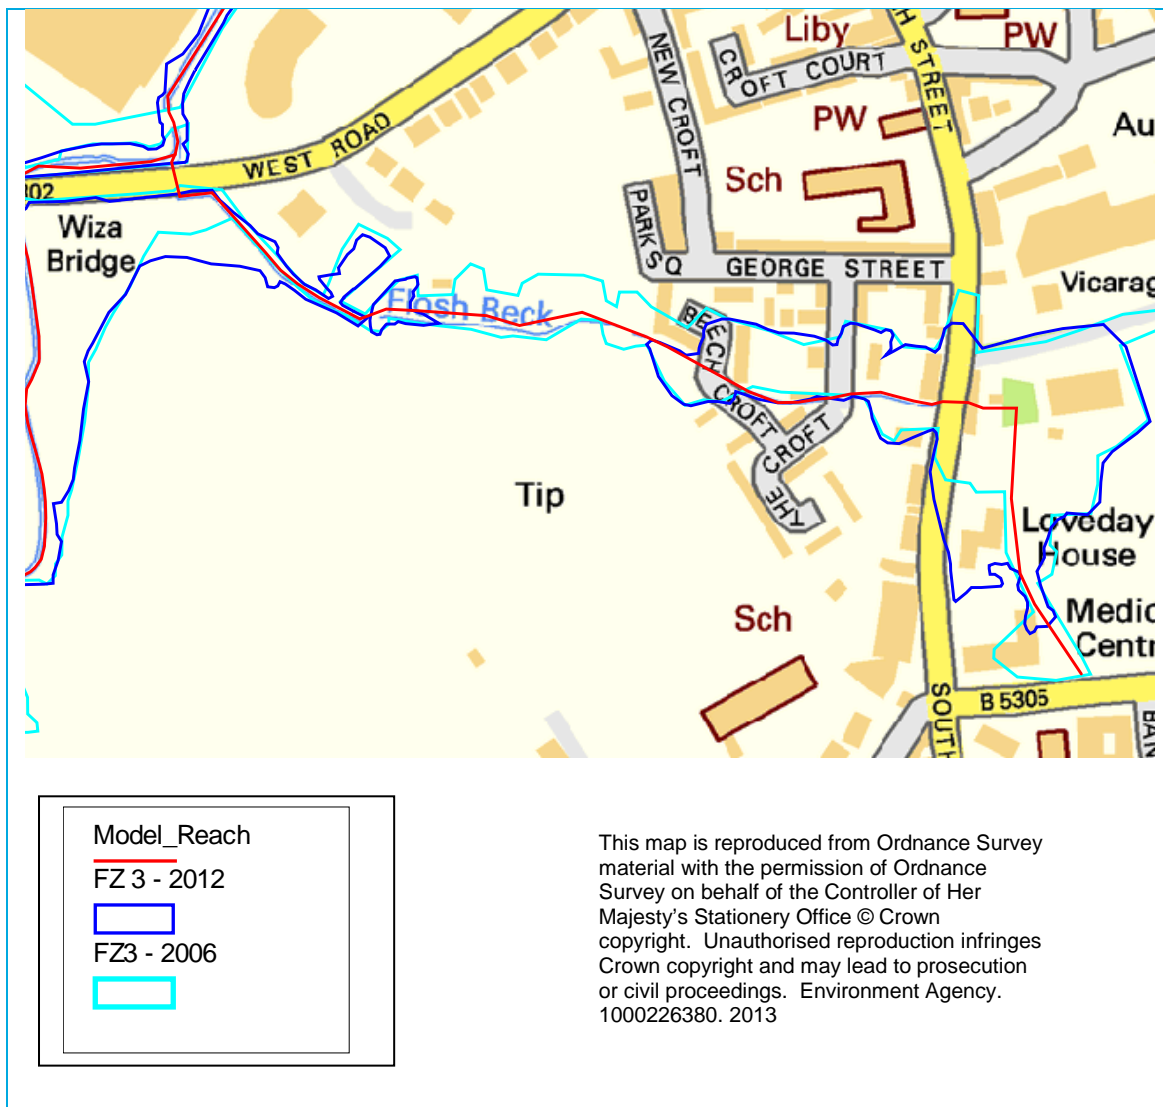 Liby
PW
H STREET
NEW CROFT
CROFT COURT
PW
Au
WEST ROAD
Sch
302
PARK SQ
Wiza
Bridge
GEORGE STREET
Vicarag
Flosh Beck
BEECH CROFT
THE CROFT
Tip
Loveday
House
Sch
Medic
Centr
SOUTH
B 5305
BAN
Model_Reach
FZ 3 - 2012
FZ3 - 2006
This map is reproduced from Ordnance Survey
material with the permission of Ordnance
Survey on behalf of the Controller of Her
Majesty's Stationery Office © Crown
copyright. Unauthorised reproduction infringes
Crown copyright and may lead to prosecution
or civil proceedings. Environment Agency.
1000226380. 2013